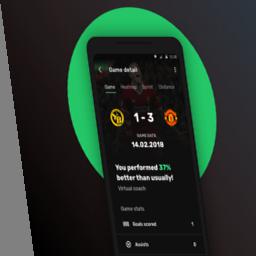 Game detail
Game Heatmap Sprint Distance
1 - 3
GAME DATE
14.02.2018
You performed 37%
better than usually!
Virtual coach
Game stats
Goals scored 1
Assists 0